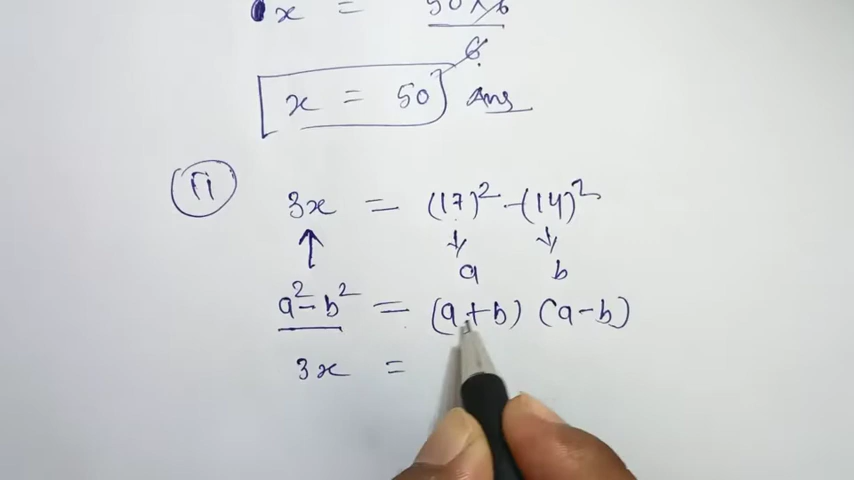 x = 50×6
6
x = 50 Ans
ii 3x = (17)² - (14)²
a b
a² - b² = (a + b) (a - b)
3x =